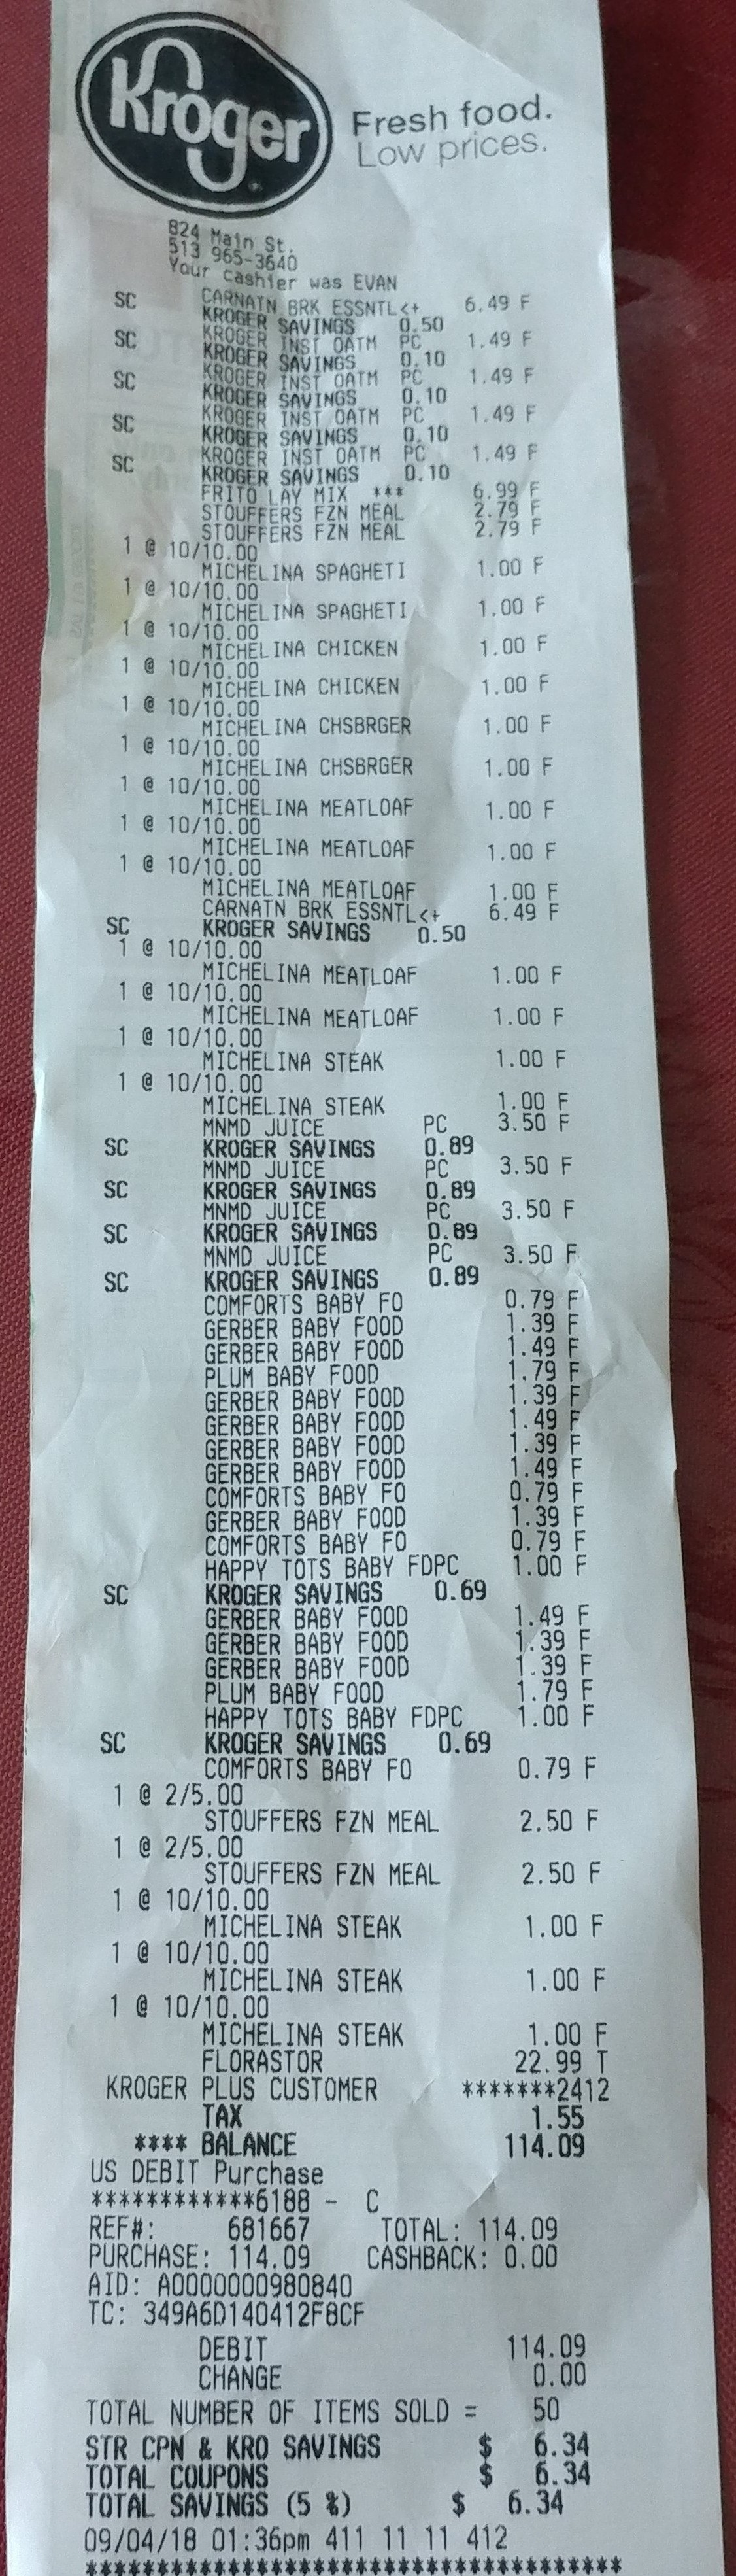 Kroger
Fresh food.
Low prices.
824 Main St.
513 965-3640
Your cashier was EVAN
CARNATN BRK ESSNTL<+ 6.49 F
SC KROGER SAVINGS 0.50
KROGER INST OATM PC 1.49 F
SC KROGER SAVINGS 0.10
KROGER INST OATM PC 1.49 F
SC KROGER SAVINGS 0.10
KROGER INST OATM PC 1.49 F
SC KROGER SAVINGS 0.10
KROGER INST OATM PC 1.49 F
SC KROGER SAVINGS 0.10
FRITO LAY MIX *** 6.99 F
STOUFFERS FZN MEAL 2.79 F
STOUFFERS FZN MEAL 2.79 F
1 @ 10/10.00
MICHELINA SPAGHETI 1.00 F
1 @ 10/10.00
MICHELINA SPAGHETI 1.00 F
1 @ 10/10.00
MICHELINA CHICKEN 1.00 F
1 @ 10/10.00
MICHELINA CHICKEN 1.00 F
1 @ 10/10.00
MICHELINA CHSBRGER 1.00 F
1 @ 10/10.00
MICHELINA CHSBRGER 1.00 F
1 @ 10/10.00
MICHELINA MEATLOAF 1.00 F
1 @ 10/10.00
MICHELINA MEATLOAF 1.00 F
1 @ 10/10.00
MICHELINA MEATLOAF 1.00 F
CARNATN BRK ESSNTL<+ 6.49 F
SC KROGER SAVINGS 0.50
1 @ 10/10.00
MICHELINA MEATLOAF 1.00 F
1 @ 10/10.00
MICHELINA MEATLOAF 1.00 F
1 @ 10/10.00
MICHELINA STEAK 1.00 F
1 @ 10/10.00
MICHELINA STEAK 1.00 F
MNMD JUICE PC 3.50 F
SC KROGER SAVINGS 0.89
MNMD JUICE PC 3.50 F
SC KROGER SAVINGS 0.89
MNMD JUICE PC 3.50 F
SC KROGER SAVINGS 0.89
MNMD JUICE PC 3.50 F
SC KROGER SAVINGS 0.89
COMFORTS BABY FO 0.79 F
GERBER BABY FOOD 1.39 F
GERBER BABY FOOD 1.49 F
PLUM BABY FOOD 1.79 F
GERBER BABY FOOD 1.39 F
GERBER BABY FOOD 1.49 F
GERBER BABY FOOD 1.39 F
GERBER BABY FOOD 1.49 F
COMFORTS BABY FO 0.79 F
GERBER BABY FOOD 1.39 F
COMFORTS BABY FO 0.79 F
HAPPY TOTS BABY FDPC 1.00 F
SC KROGER SAVINGS 0.69
GERBER BABY FOOD 1.49 F
GERBER BABY FOOD 1.39 F
GERBER BABY FOOD 1.39 F
PLUM BABY FOOD 1.79 F
HAPPY TOTS BABY FDPC 1.00 F
SC KROGER SAVINGS 0.69
COMFORTS BABY FO 0.79 F
1 @ 2/5.00
STOUFFERS FZN MEAL 2.50 F
1 @ 2/5.00
STOUFFERS FZN MEAL 2.50 F
1 @ 10/10.00
MICHELINA STEAK 1.00 F
1 @ 10/10.00
MICHELINA STEAK 1.00 F
1 @ 10/10.00
MICHELINA STEAK 1.00 F
FLORASTOR 22.99 T
KROGER PLUS CUSTOMER *******2412
TAX 1.55
**** BALANCE 114.09
US DEBIT Purchase
************6188 - C
REF#: 681667 TOTAL: 114.09
PURCHASE: 114.09 CASHBACK: 0.00
AID: A0000000980840
TC: 349A6D140412F8CF
DEBIT 114.09
CHANGE 0.00
TOTAL NUMBER OF ITEMS SOLD = 50
STR CPN & KRO SAVINGS $ 6.34
TOTAL COUPONS $ 6.34
TOTAL SAVINGS (5 %) $ 6.34
09/04/18 01:36pm 411 11 11 412
************************************